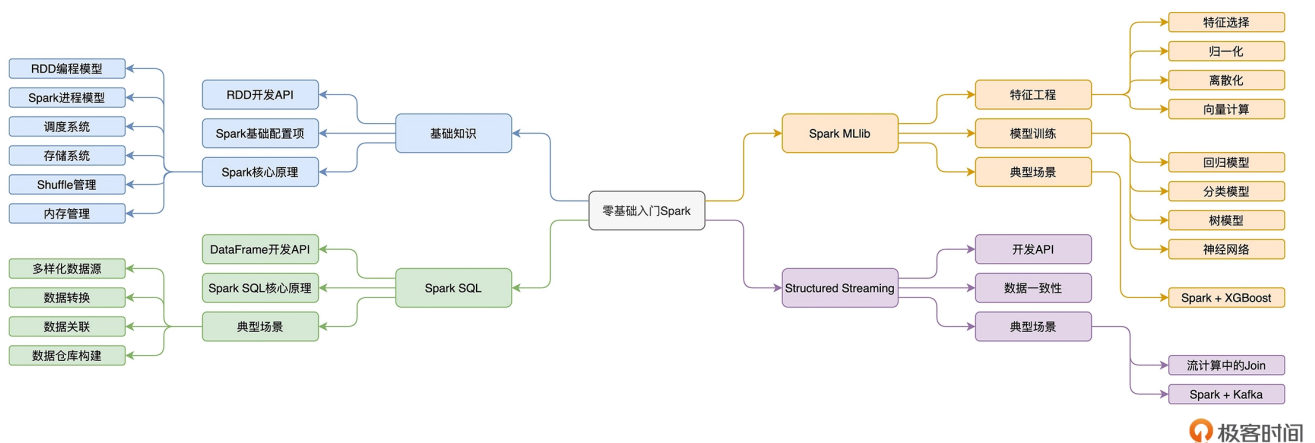 零基础入门Spark
基础知识
RDD开发API
Spark基础配置项
Spark核心原理
RDD编程模型
Spark进程模型
调度系统
存储系统
Shuffle管理
内存管理
Spark SQL
DataFrame开发API
Spark SQL核心原理
典型场景
多样化数据源
数据转换
数据关联
数据仓库构建
Spark MLlib
特征工程
特征选择
归一化
离散化
向量计算
模型训练
回归模型
分类模型
树模型
神经网络
典型场景
Spark + XGBoost
Structured Streaming
开发API
数据一致性
典型场景
流计算中的Join
Spark + Kafka
极客时间